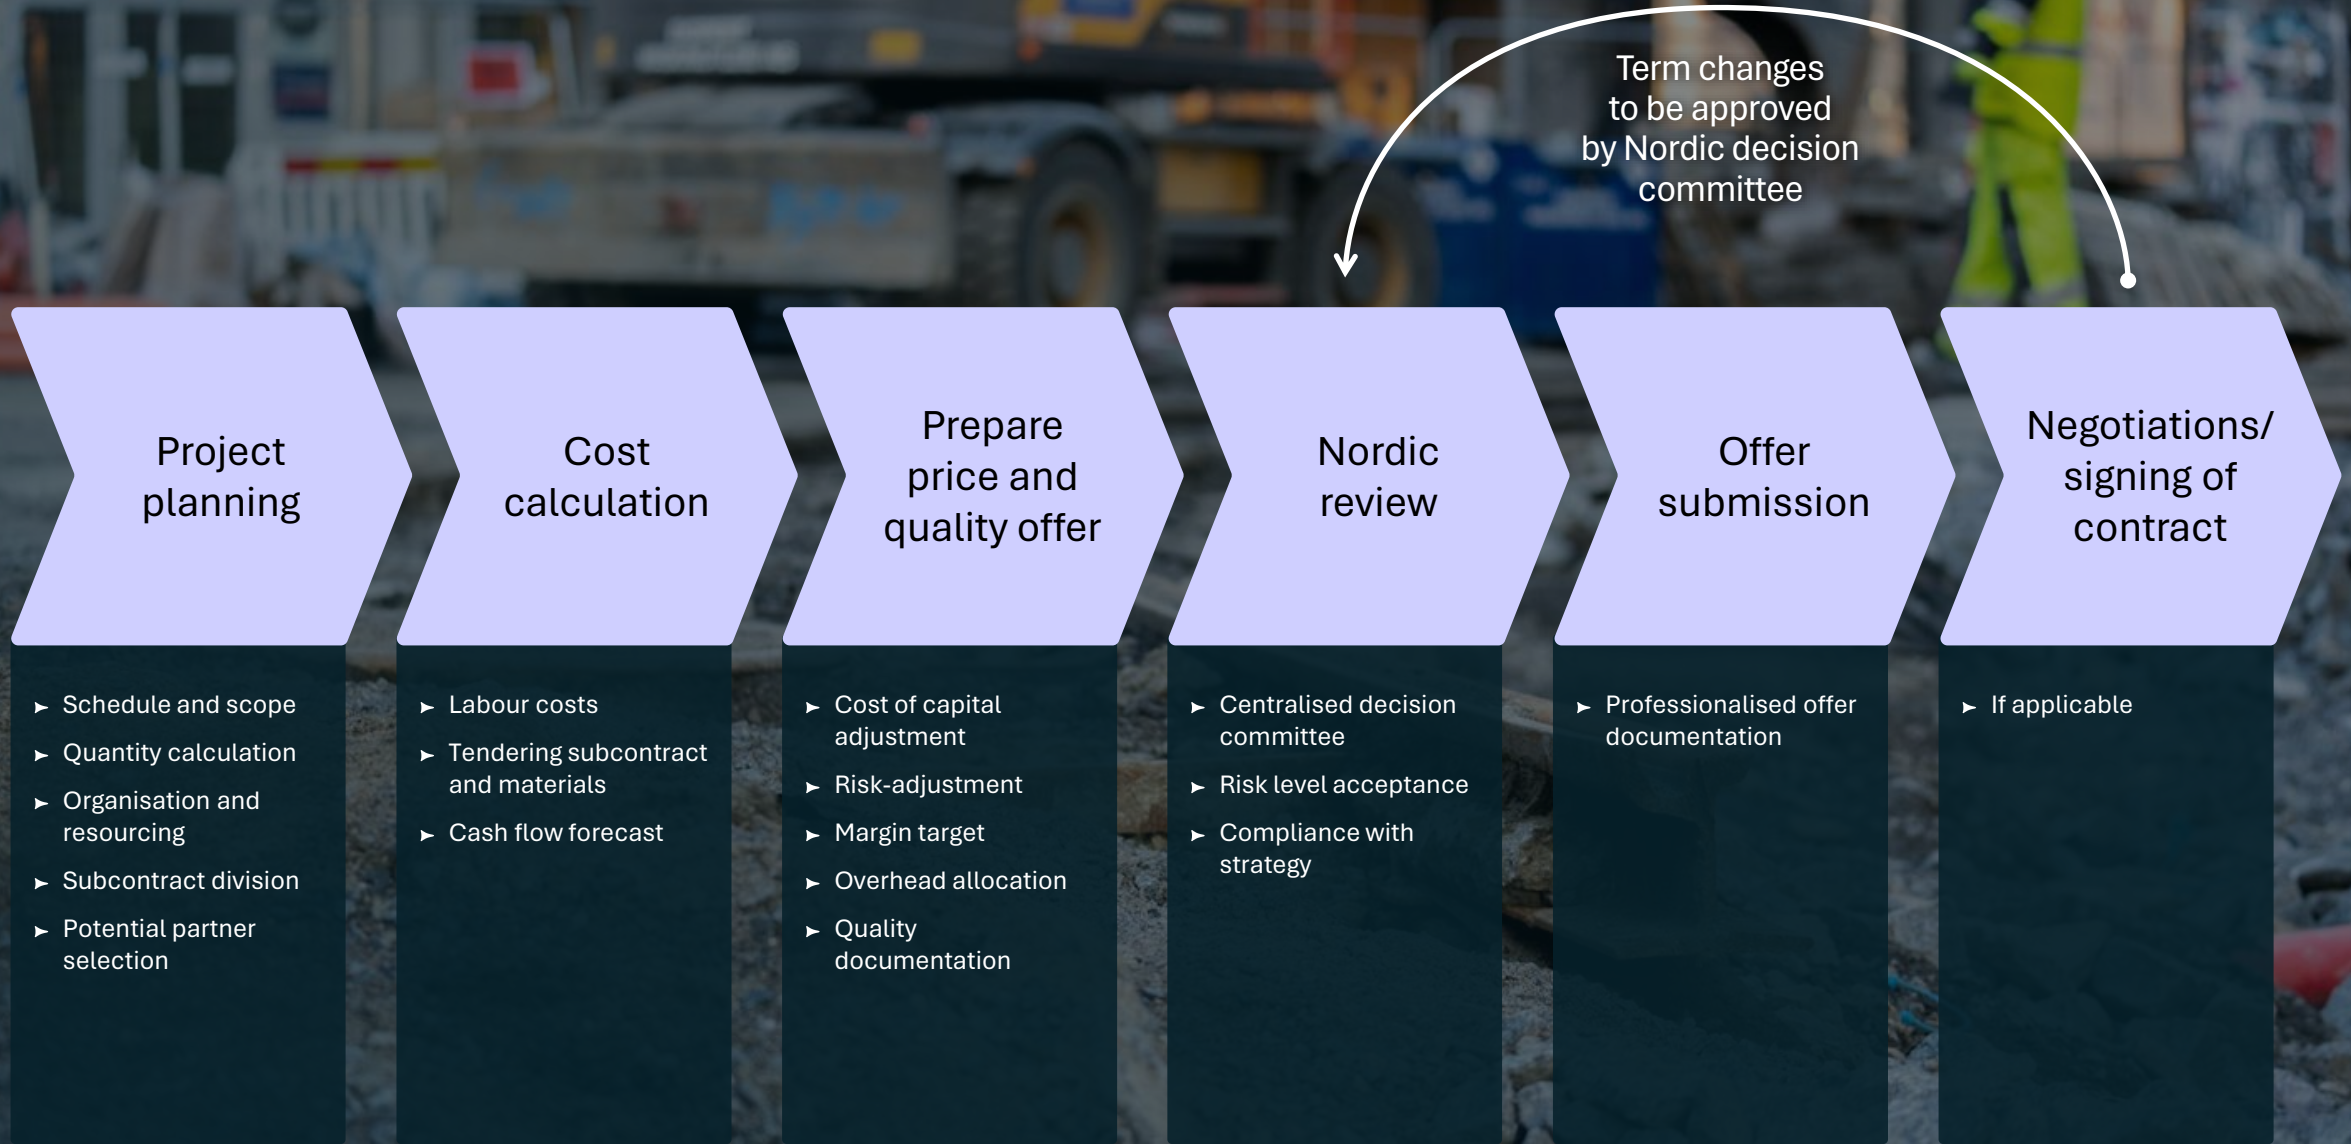 Term changes
to be approved
by Nordic decision
committee
Project
planning
Cost
calculation
Prepare
price and
quality offer
Nordic
review
Offer
submission
Negotiations/
signing of
contract
Schedule and scope
Quantity calculation
Organisation and
resourcing
Subcontract division
Potential partner
selection
Labour costs
Tendering subcontract
and materials
Cash flow forecast
Cost of capital
adjustment
Risk-adjustment
Margin target
Overhead allocation
Quality
documentation
Centralised decision
committee
Risk level acceptance
Compliance with
strategy
Professionalised offer
documentation
If applicable